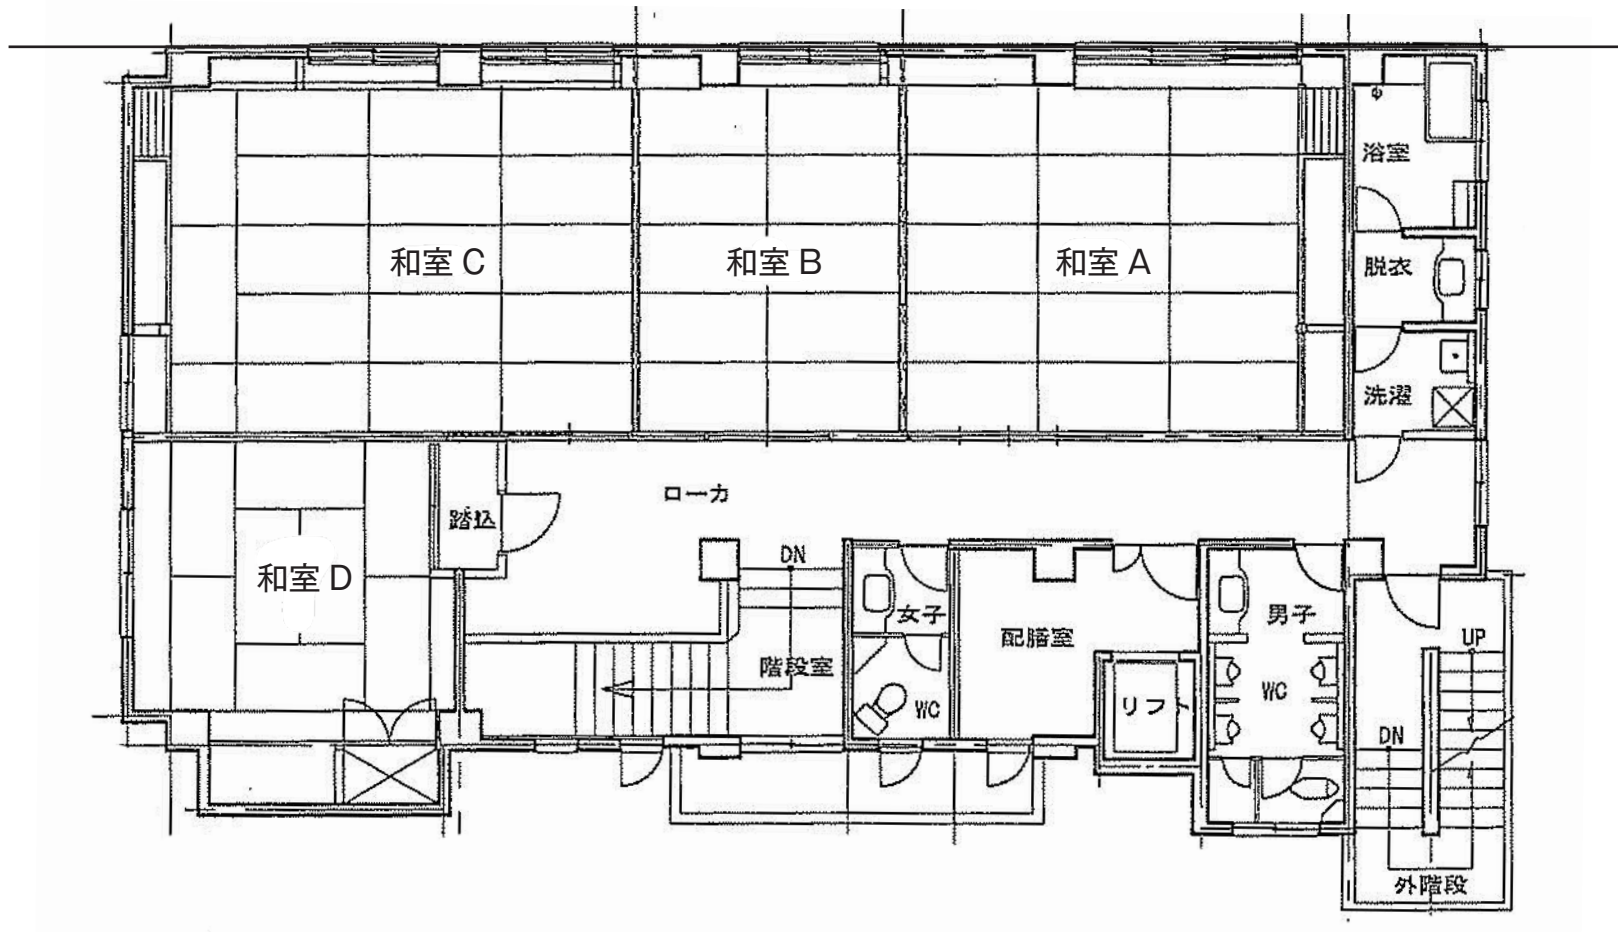 浴室
和室 C
和室 B
和室 A
脱衣
洗濯
ローカ
踏込
DN
和室 D
女子
配膳室
男子
UP
階段室
WC
WC
リフト
DN
外階段